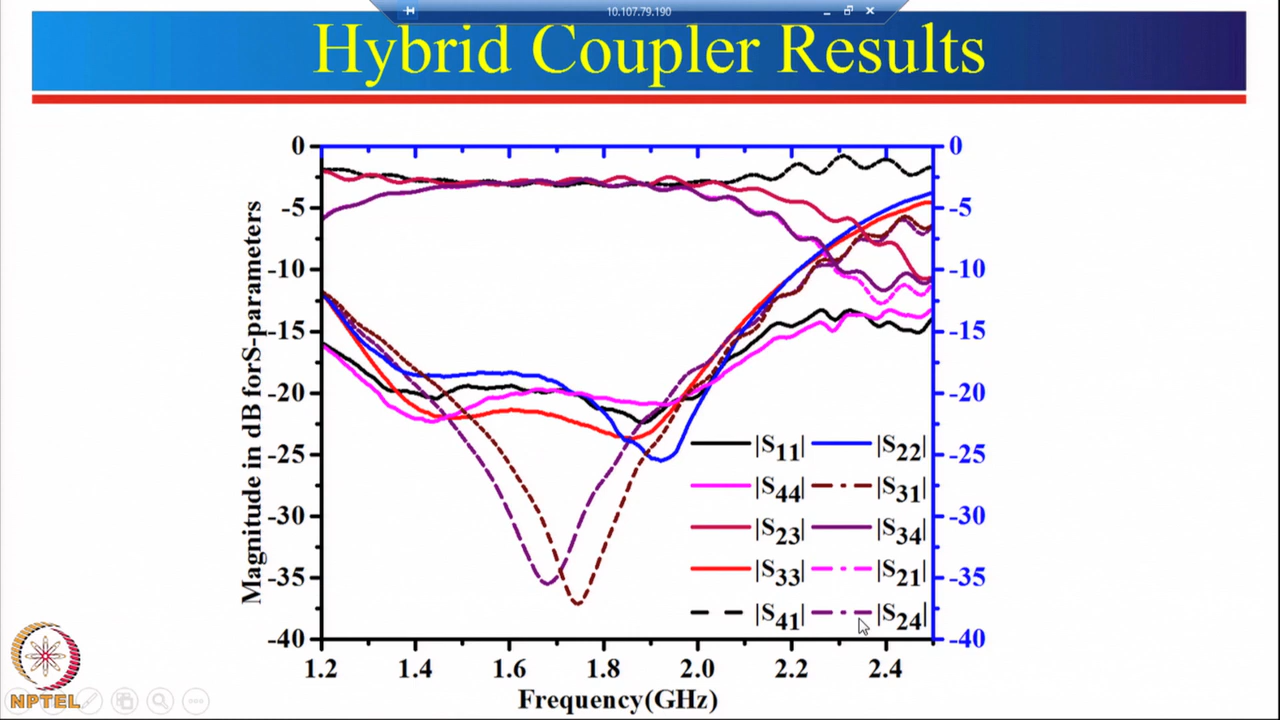 10.107.79.190
Hybrid Coupler Results
Magnitude in dB forS-parameters
0
-5
-10
-15
-20
-25
-30
-35
-40
0
-5
-10
-15
-20
-25
-30
-35
-40
|S11| |S22|
|S44| |S31|
|S23| |S34|
|S33| |S21|
|S41| |S24|
1.2 1.4 1.6 1.8 2.0 2.2 2.4
Frequency(GHz)
NPTEL